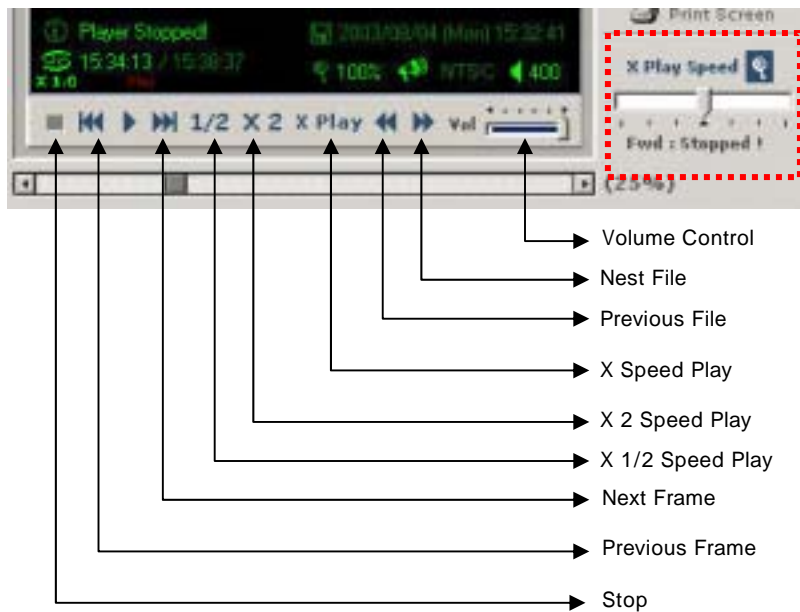 Print Screen
Player Stopped! 2003/08/04 (Mon) 15:32:41
15:34:13 / 15:38:37 100% NTSC 400
X 1.0
X Play Speed
1/2 X 2 X Play Vol
Fwd : Stopped !
(25%)
Volume Control
Nest File
Previous File
X Speed Play
X 2 Speed Play
X 1/2 Speed Play
Next Frame
Previous Frame
Stop